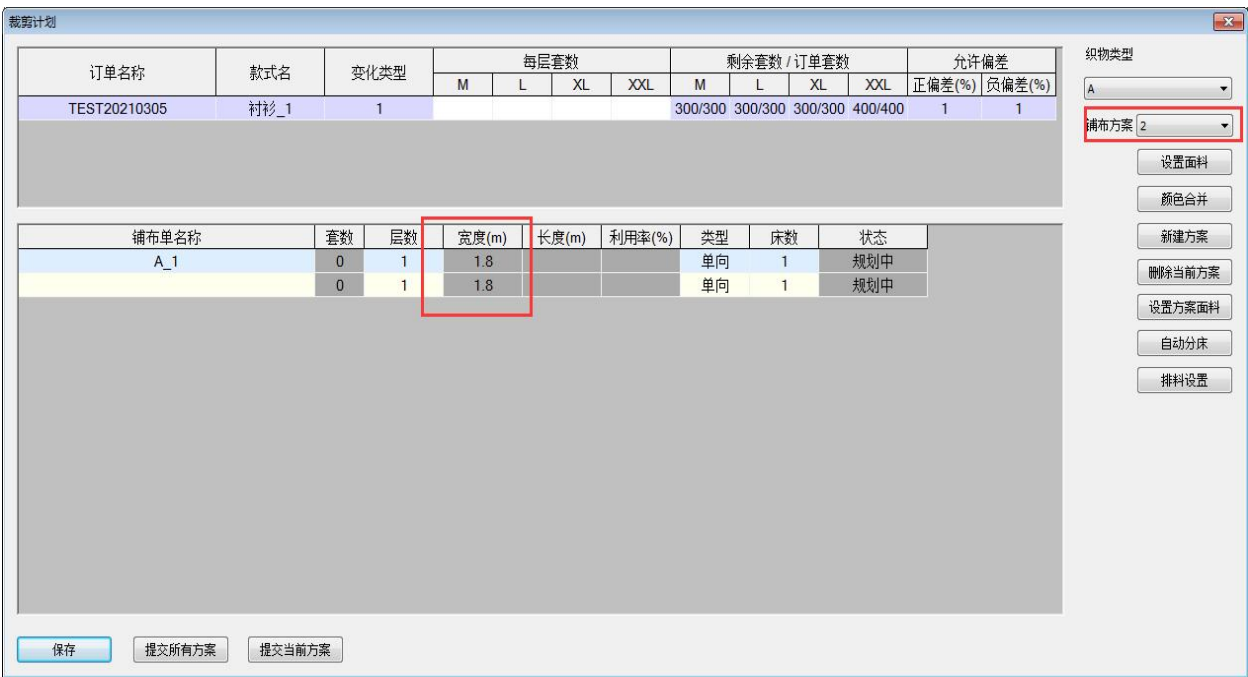 裁剪计划
订单名称 款式名 变化类型 每层套数 剩余套数 / 订单套数 允许偏差
M L XL XXL M L XL XXL 正偏差(%) 负偏差(%)
TEST20210305 衬衫_1 1 300/300 300/300 300/300 400/400 1 1
织物类型
A
铺布方案 2
设置面料
颜色合并
新建方案
删除当前方案
设置方案面料
自动分床
排料设置
铺布单名称 套数 层数 宽度(m) 长度(m) 利用率(%) 类型 床数 状态
A_1 0 1 1.8 单向 1 规划中
0 1 1.8 单向 1 规划中
保存 提交所有方案 提交当前方案